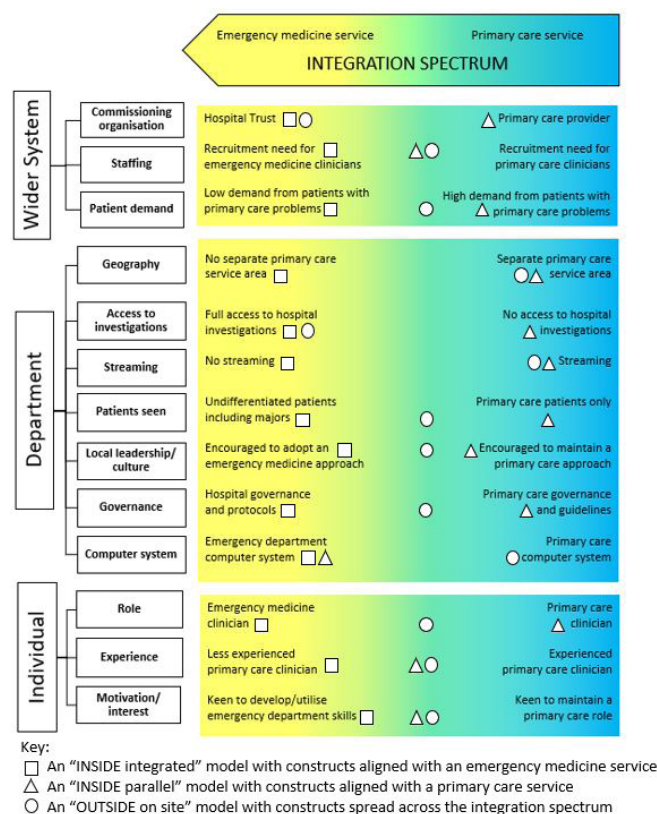 Emergency medicine service Primary care service
INTEGRATION SPECTRUM
Wider System
Commissioning
organisation
Hospital Trust
Primary care provider
Staffing
Recruitment need for
emergency medicine clinicians
Recruitment need for
primary care clinicians
Patient demand
Low demand from patients with
primary care problems
High demand from patients with
primary care problems
Department
Geography
No separate primary care
service area
Separate primary care
service area
Access to
investigations
Full access to hospital
investigations
No access to hospital
investigations
Streaming
No streaming
Streaming
Patients seen
Undifferentiated patients
including majors
Primary care patients only
Local leadership/
culture
Encouraged to adopt an
emergency medicine approach
Encouraged to maintain a
primary care approach
Governance
Hospital governance
and protocols
Primary care governance
and guidelines
Computer system
Emergency department
computer system
Primary care
computer system
Individual
Role
Emergency medicine
clinician
Primary care
clinician
Experience
Less experienced
primary care clinician
Experienced
primary care clinician
Motivation/
interest
Keen to develop/utilise
emergency department skills
Keen to maintain a
primary care role
Key:
An “INSIDE integrated” model with constructs aligned with an emergency medicine service
An “INSIDE parallel” model with constructs aligned with a primary care service
An “OUTSIDE on site” model with constructs spread across the integration spectrum